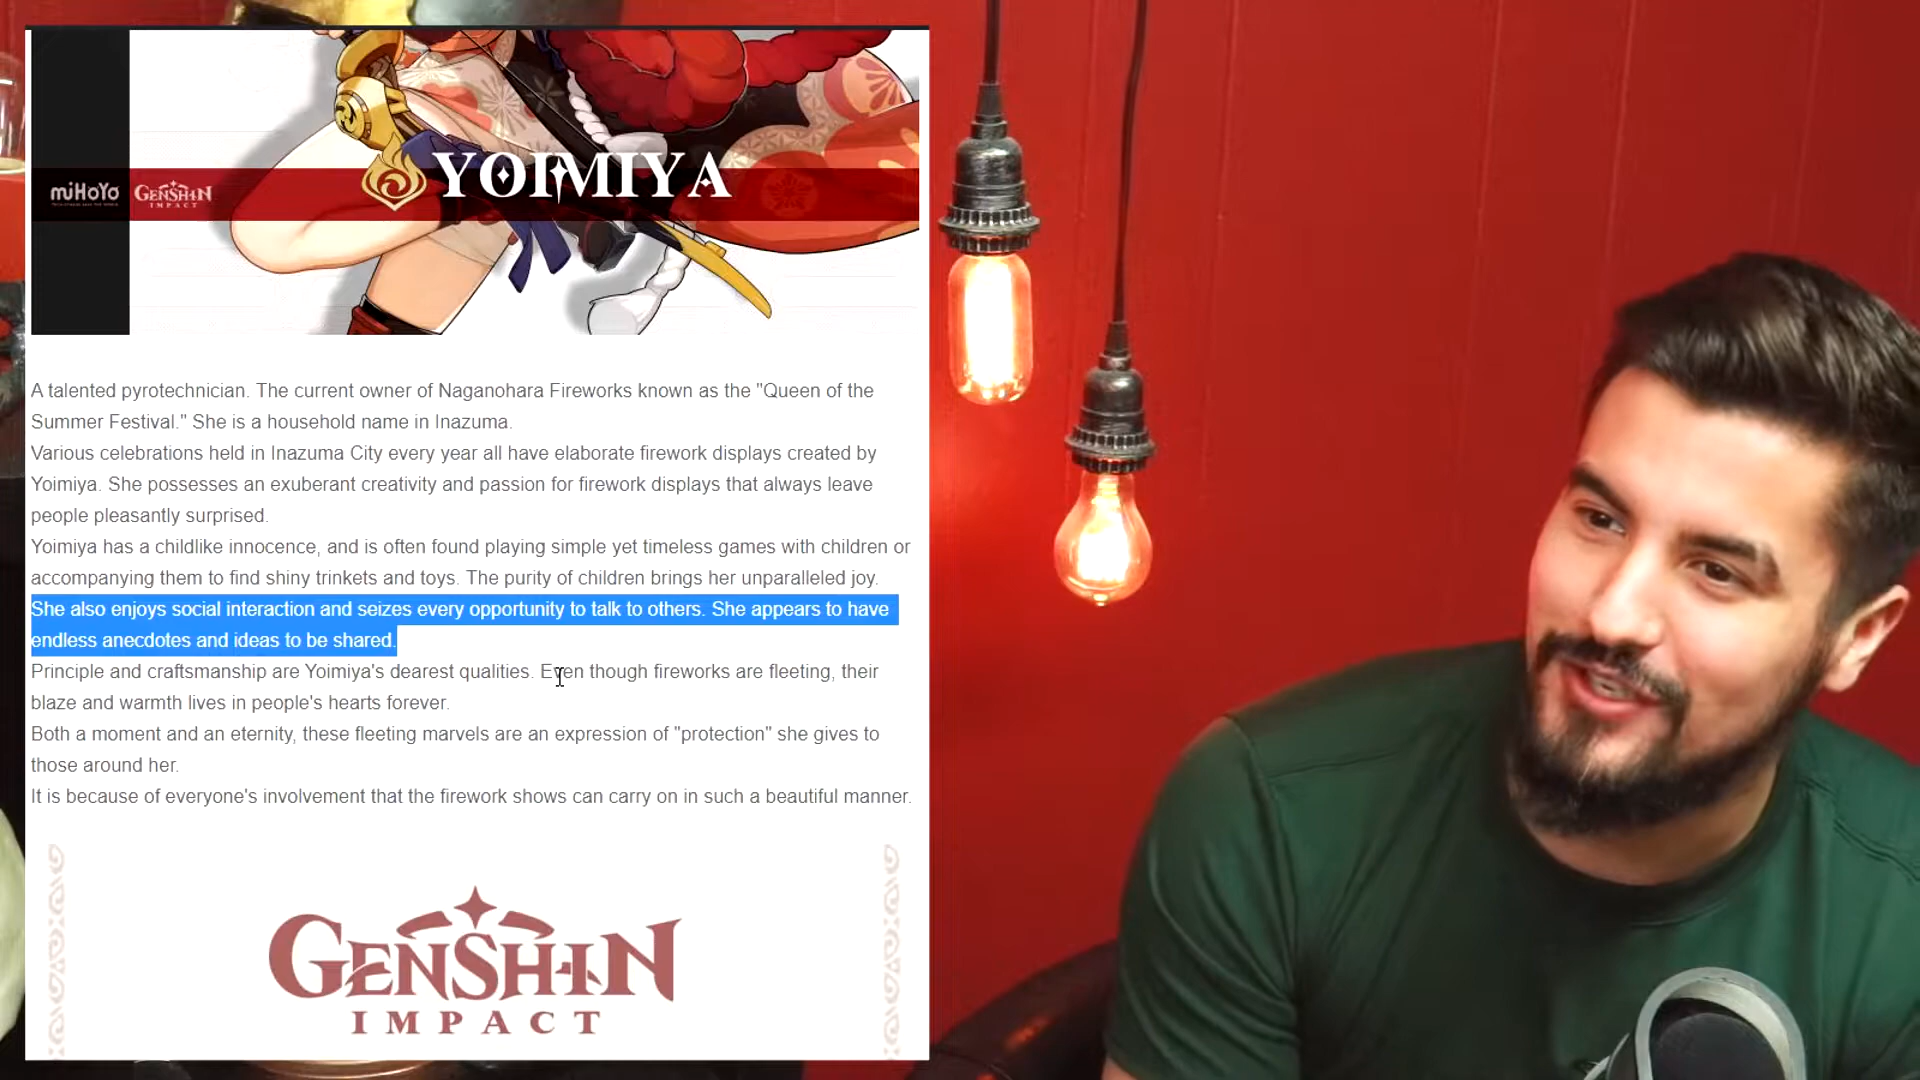 YOIMIYA
miHoYo
GENSHIN
IMPACT
A talented pyrotechnician. The current owner of Naganohara Fireworks known as the "Queen of the
Summer Festival." She is a household name in Inazuma.
Various celebrations held in Inazuma City every year all have elaborate firework displays created by
Yoimiya. She possesses an exuberant creativity and passion for firework displays that always leave
people pleasantly surprised.
Yoimiya has a childlike innocence, and is often found playing simple yet timeless games with children or
accompanying them to find shiny trinkets and toys. The purity of children brings her unparalleled joy.
She also enjoys social interaction and seizes every opportunity to talk to others. She appears to have
endless anecdotes and ideas to be shared.
Principle and craftsmanship are Yoimiya's dearest qualities. Even though fireworks are fleeting, their
blaze and warmth lives in people's hearts forever.
Both a moment and an eternity, these fleeting marvels are an expression of "protection" she gives to
those around her.
It is because of everyone's involvement that the firework shows can carry on in such a beautiful manner.
GENSHIN
IMPACT